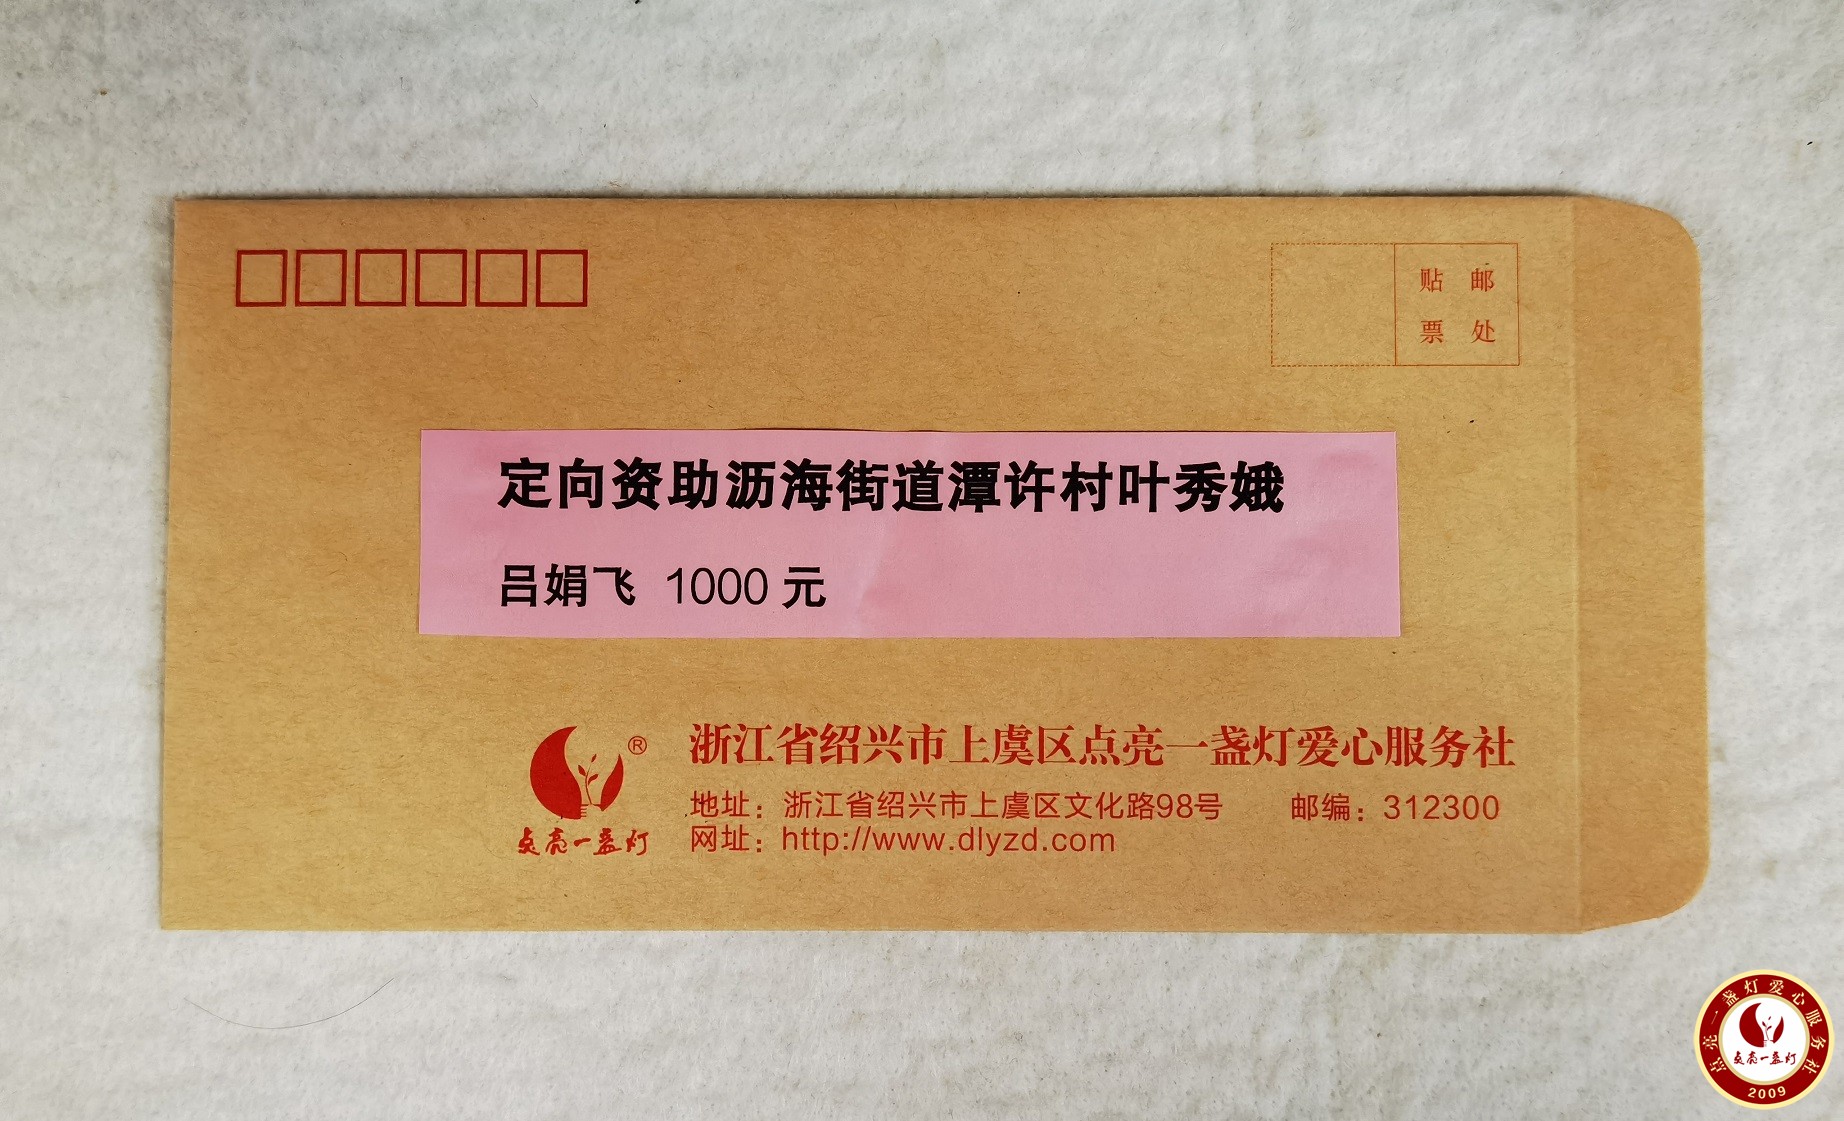 贴 邮
票 处
定向资助沥海街道潭许村叶秀娥
吕娟飞 1000 元
®
点亮一盏灯
浙江省绍兴市上虞区点亮一盏灯爱心服务社
地址：浙江省绍兴市上虞区文化路98号 邮编：312300
网址：http://www.dlyzd.com
点亮一盏灯爱心服务社
点亮一盏灯
2009